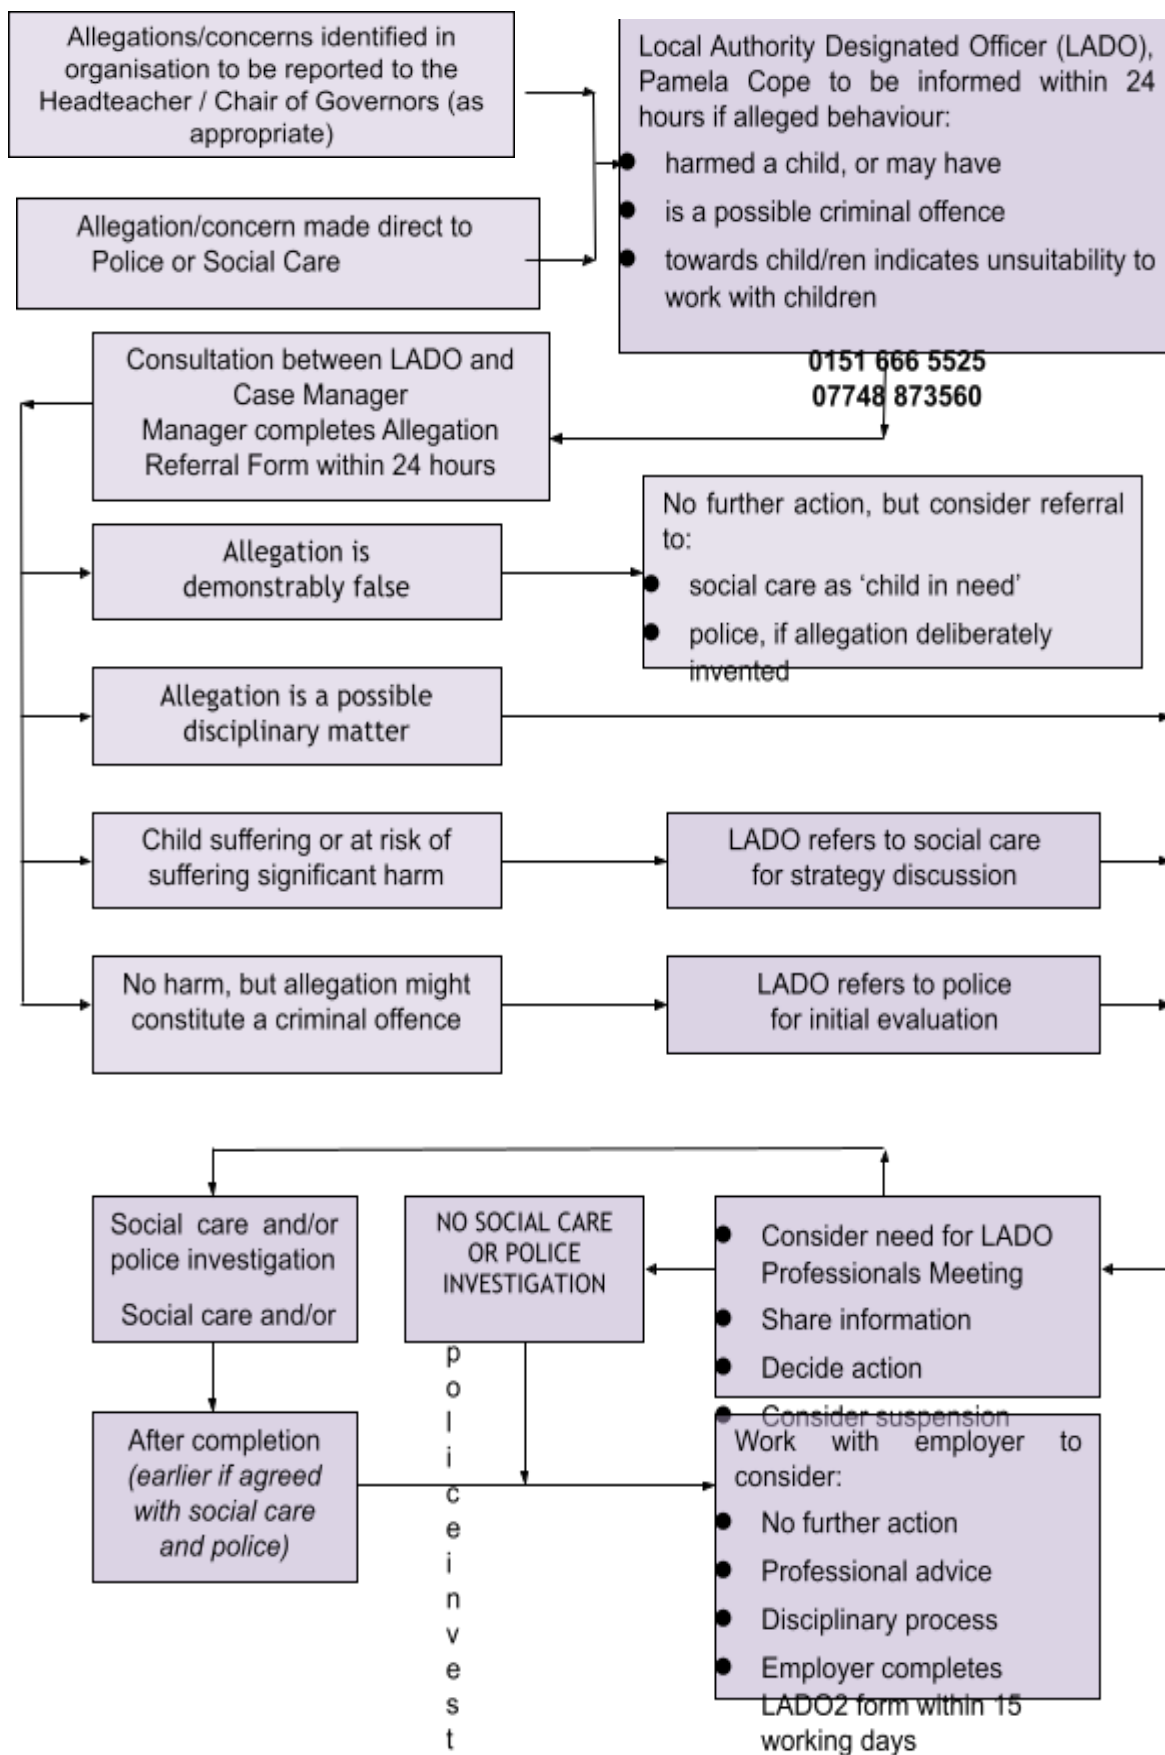 Allegations/concerns identified in
organisation to be reported to the
Headteacher / Chair of Governors (as
appropriate)
Local Authority Designated Officer (LADO),
Pamela Cope to be informed within 24
hours if alleged behaviour:
● harmed a child, or may have
● is a possible criminal offence
● towards child/ren indicates unsuitability to
work with children
0151 666 5525
07748 873560
Allegation/concern made direct to
Police or Social Care
Consultation between LADO and
Case Manager
Manager completes Allegation
Referral Form within 24 hours
Allegation is
demonstrably false
No further action, but consider referral
to:
● social care as ‘child in need’
● police, if allegation deliberately
invented
Allegation is a possible
disciplinary matter
Child suffering or at risk of
suffering significant harm
LADO refers to social care
for strategy discussion
No harm, but allegation might
constitute a criminal offence
LADO refers to police
for initial evaluation
Social care and/or
police investigation
Social care and/or
NO SOCIAL CARE
OR POLICE
INVESTIGATION
● Consider need for LADO
Professionals Meeting
● Share information
● Decide action
● Consider suspension
p
o
l
i
c
e
i
n
v
e
s
t
After completion
(earlier if agreed
with social care
and police)
Work with employer to
consider:
● No further action
● Professional advice
● Disciplinary process
● Employer completes
LADO2 form within 15
working days